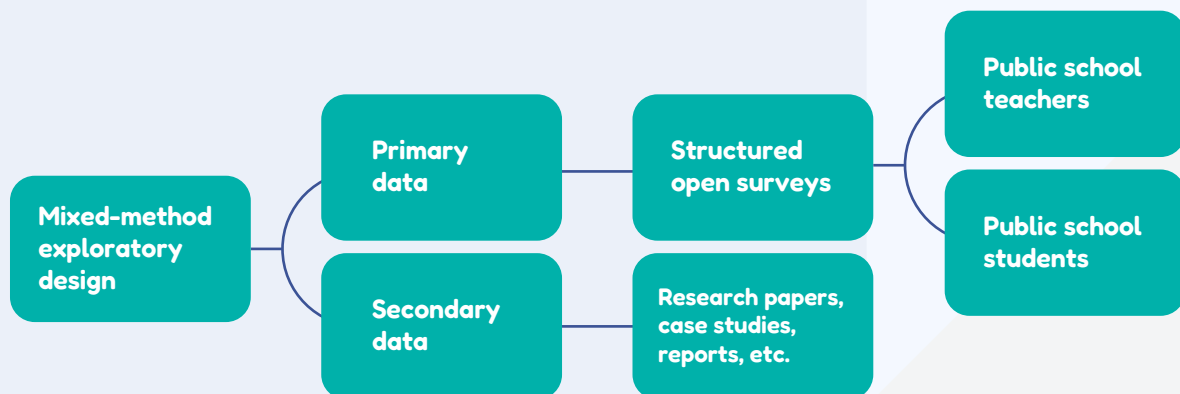 Mixed-method
exploratory
design
Primary
data
Structured
open surveys
Public school
teachers
Public school
students
Secondary
data
Research papers,
case studies,
reports, etc.